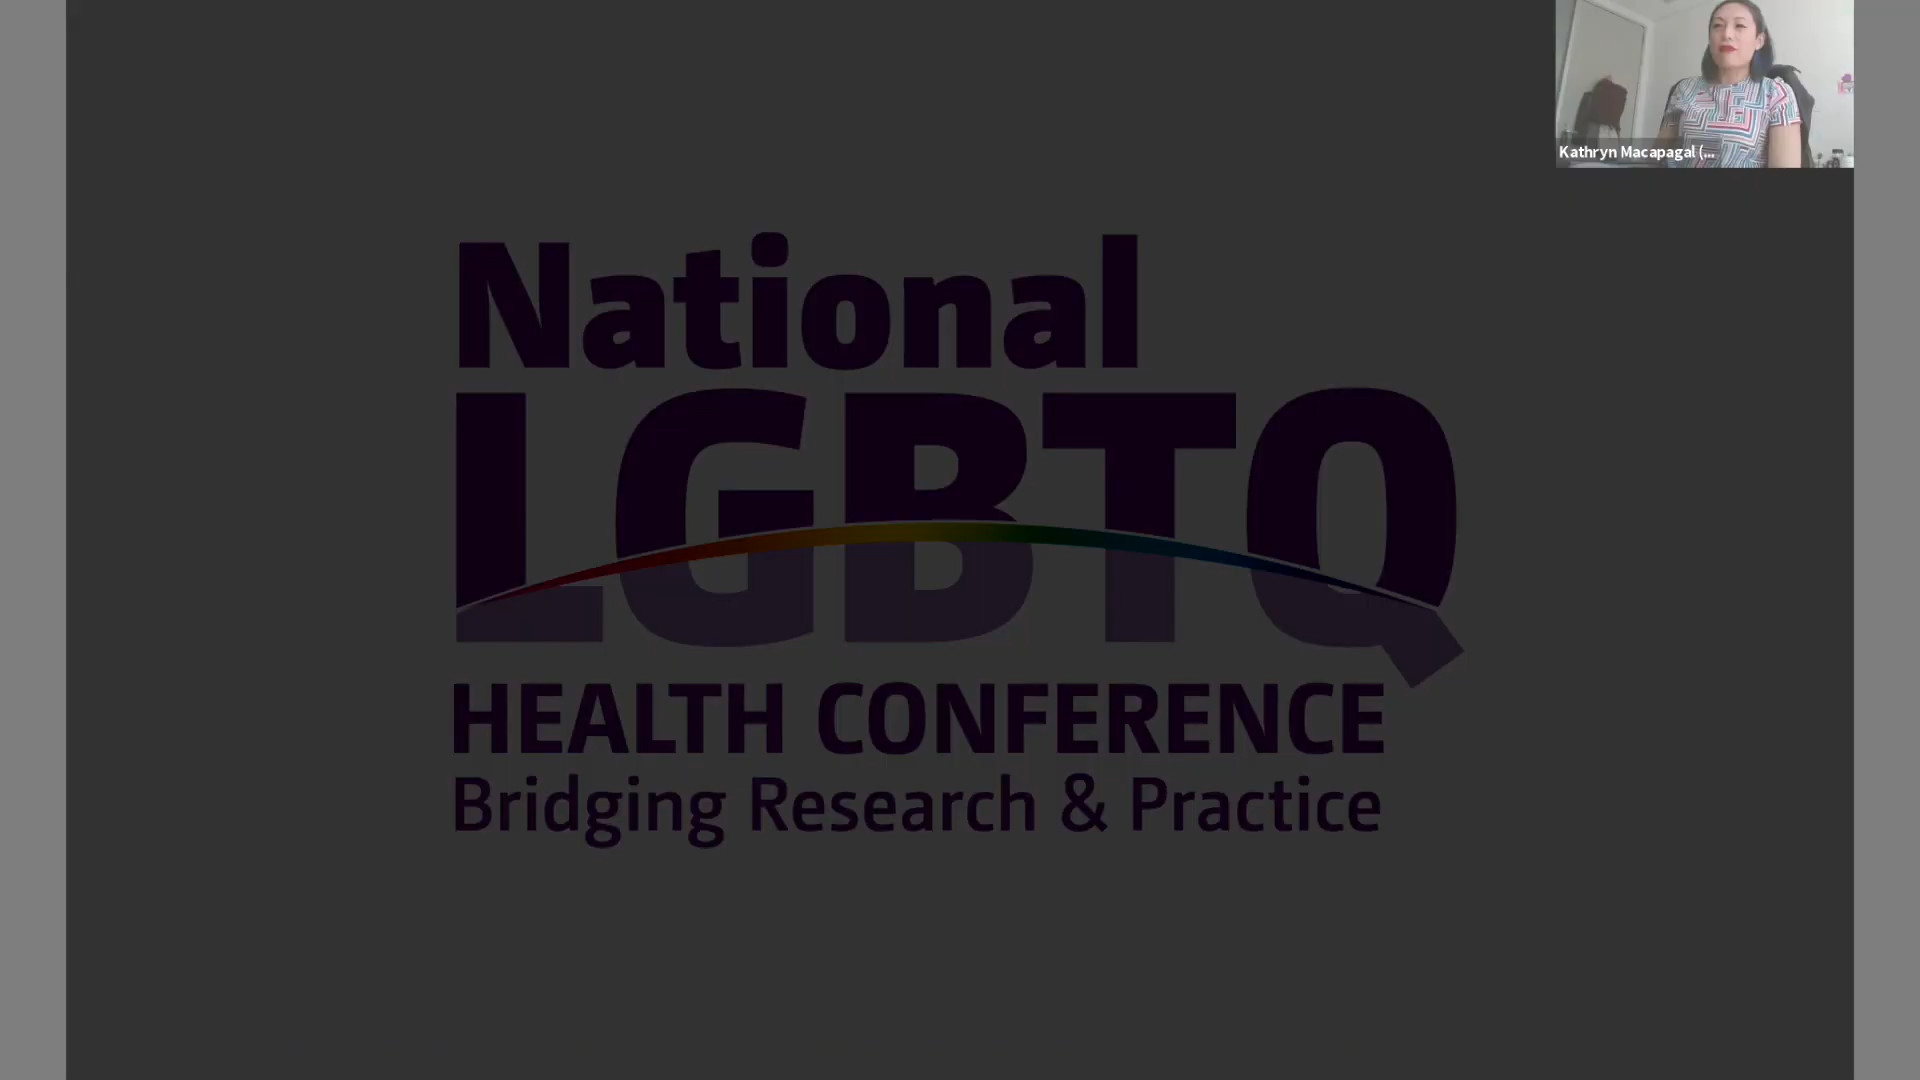 Kathryn Macapagal (...
National
LGBTQ
HEALTH CONFERENCE
Bridging Research & Practice